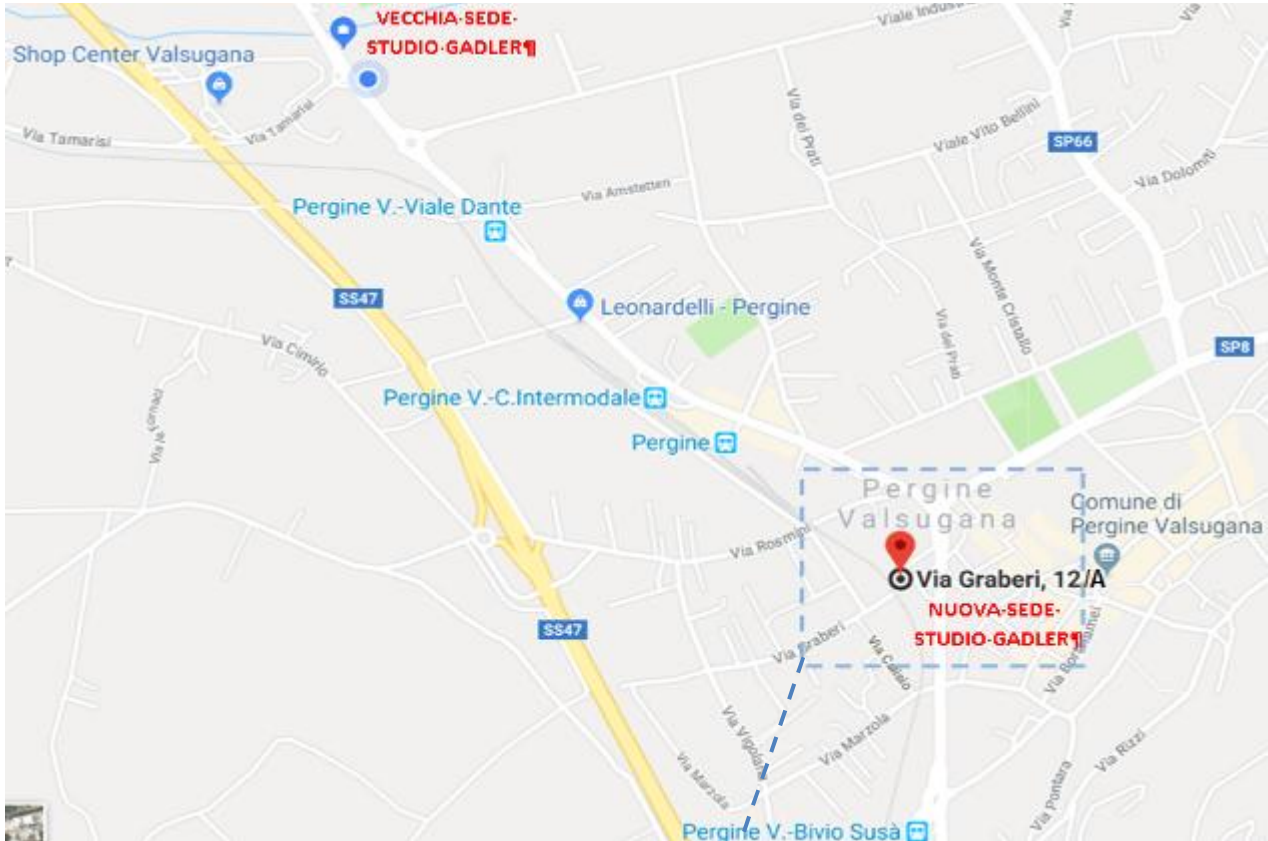 VECCHIA·SEDE·
STUDIO·GADLER¶
Viale Indus
Via
Shop Center Valsugana
Via Tamarisi
Via Tamarisi
Via dei Prati
Viale Vito Bellini
SP66
Via Dolomiti
Via Amstetten
Pergine V.-Viale Dante
Via Monte Cristallo
SS47
Leonardelli - Pergine
Via dei Prati
SP8
Via Cimirlo
Pergine V.-C.Intermodale
Via le Fornaci
Pergine
Pergine
Valsugana
Comune di
Pergine Valsugana
Via Rosmini
Via Graberi, 12/A
NUOVA·SEDE·
STUDIO·GADLER¶
SS47
Via Graberi
Via Calisio
Via Vigolana
Via Marzola
Via Marzola
Via Rizzi
Via Pontara
Pergine V.-Bivio Susà